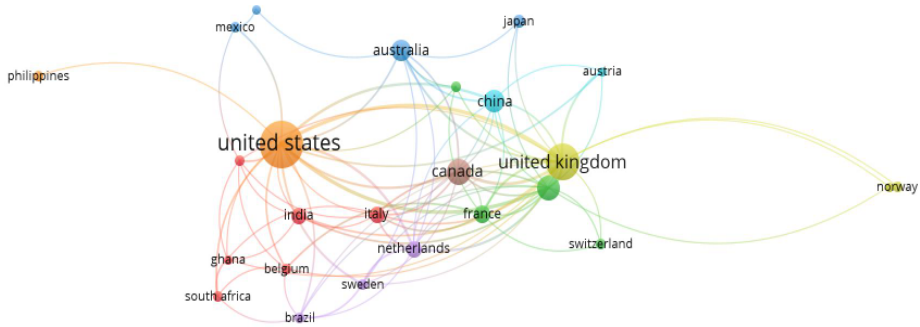 mexico
japan
australia
philippines
austria
china
united states
united kingdom
canada
norway
india
italy
france
netherlands
switzerland
ghana
belgium
sweden
south africa
brazil